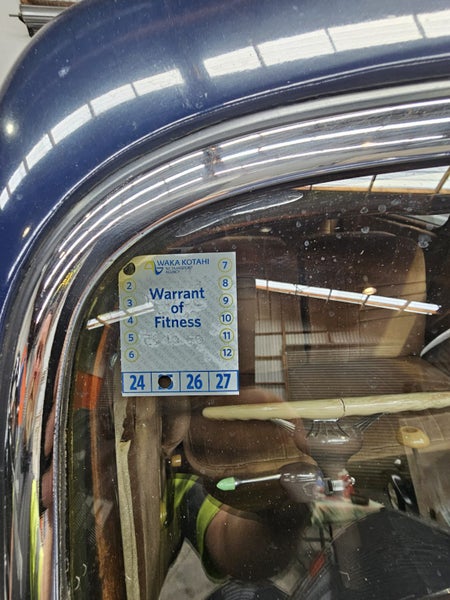 WAKA KOTAHI
NZ TRANSPORT
AGENCY
7
2 8
3 9
4 10
5 11
6 12
Warrant
of
Fitness
24 26 27